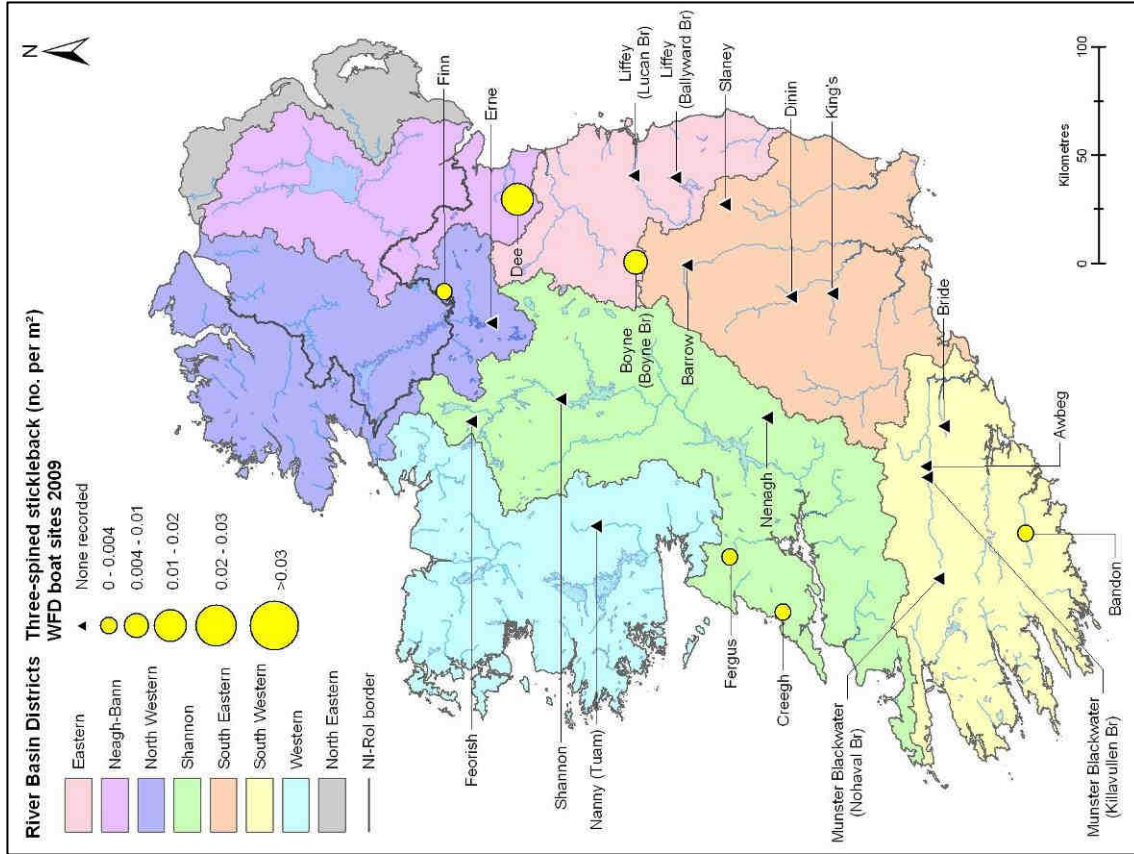 River Basin Districts
Eastern
Neagh-Bann
North Western
Shannon
South Eastern
South Western
Western
North Eastern
NI-RoI border
Three-spined stickleback (no. per m²)
WFD boat sites 2009
None recorded
0 - 0.004
0.004 - 0.01
0.01 - 0.02
0.02 - 0.03
>0.03
N
Finn
Erne
Dee
Liffey
(Lucan Br)
Liffey
(Ballyward Br)
Slaney
Dinin
King's
Feorish
Shannon
Nanny (Tuam)
Boyne
(Boyne Br)
Barrow
Nenagh
Fergus
Creegh
Munster Blackwater
(Nohaval Br)
Munster Blackwater
(Killavullen Br)
Bandon
Awbeg
Bride
0
50
100
Kilometres